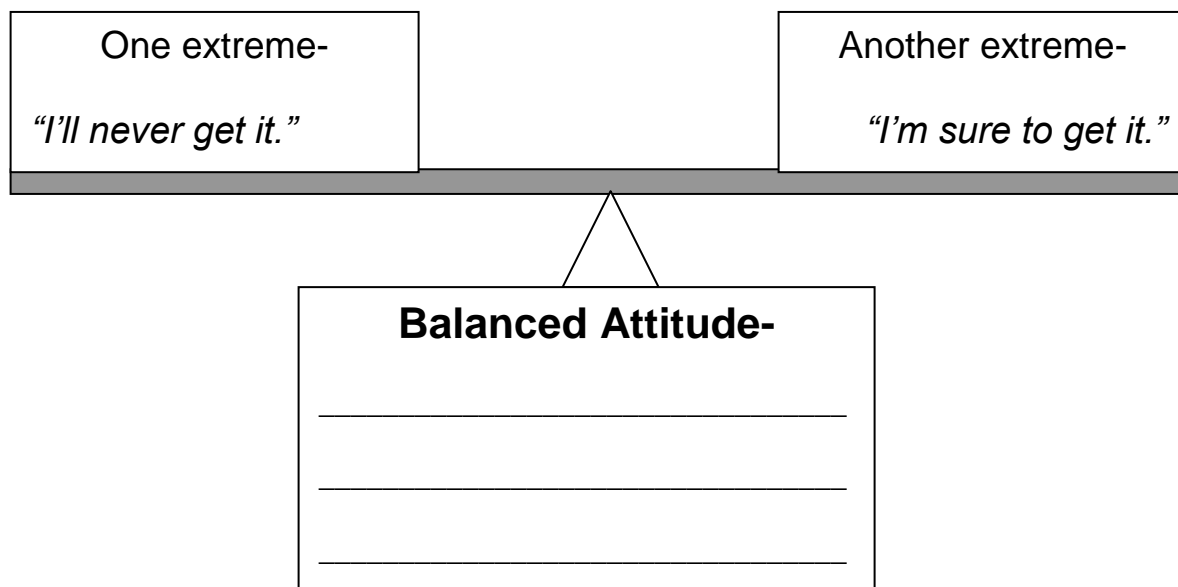 One extreme-
“I’ll never get it.”
Another extreme-
“I’m sure to get it.”
Balanced Attitude-